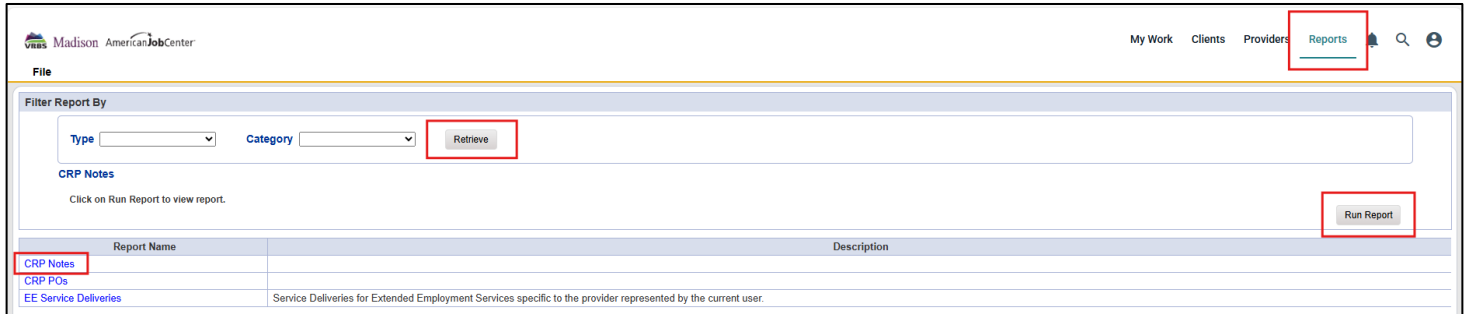 VRBS Madison AmericanJobCenter My Work Clients Providers Reports
File
Filter Report By
Type Category Retrieve
CRP Notes
Click on Run Report to view report.
Run Report
Report Name Description
CRP Notes
CRP POs
EE Service Deliveries Service Deliveries for Extended Employment Services specific to the provider represented by the current user.